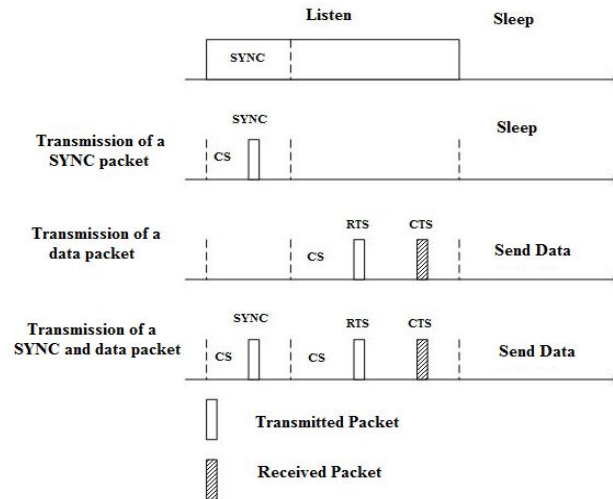 Listen
Sleep
SYNC
Transmission of a
SYNC packet
SYNC
CS
Sleep
Transmission of a
data packet
CS
RTS
CTS
Send Data
Transmission of a
SYNC and data packet
SYNC
CS
CS
RTS
CTS
Send Data
Transmitted Packet
Received Packet